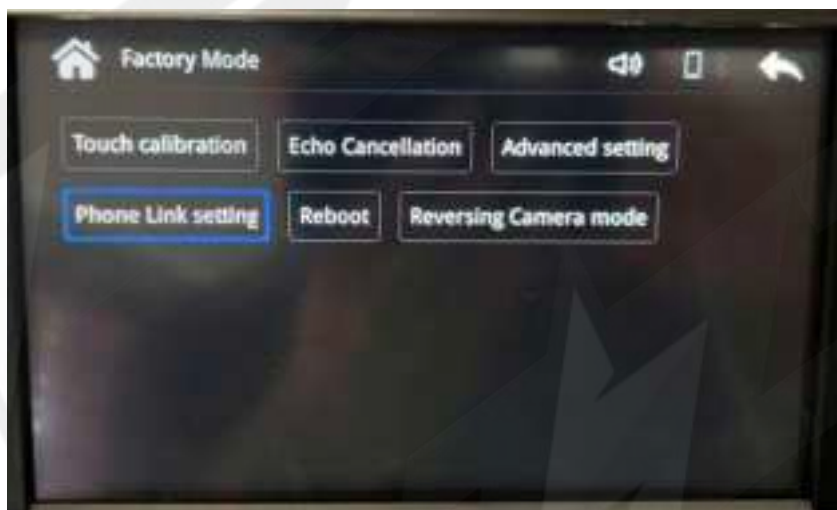 Factory Mode
Touch calibration Echo Cancellation Advanced setting
Phone Link setting Reboot Reversing Camera mode